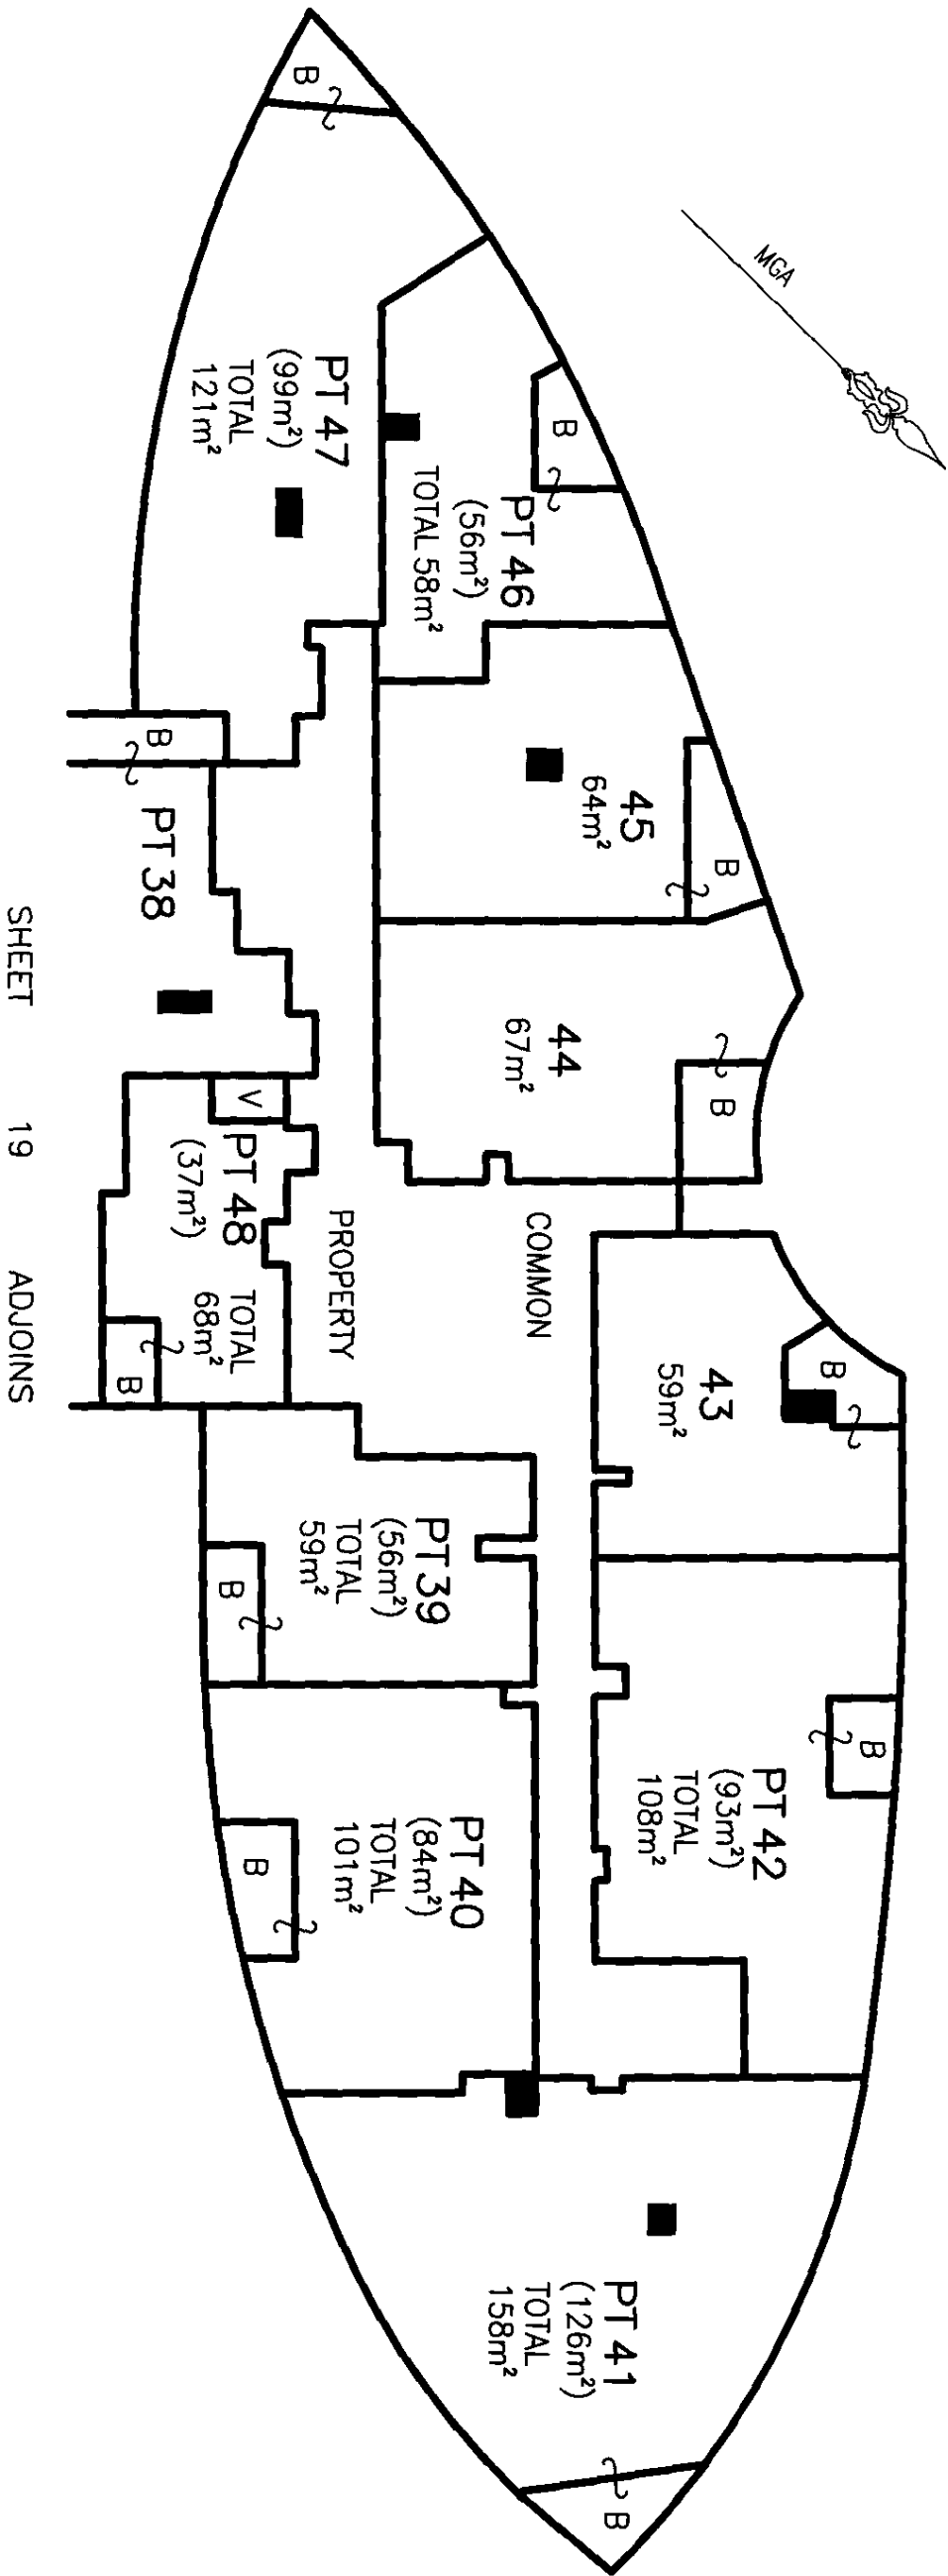 MGA
B
B
PT 46
(56m²)
TOTAL 58m²
PT 47
(99m²)
TOTAL
121m²
B
45
64m²
B
44
67m²
B
B
PT 38
V
PT 48
(37m²)
TOTAL
68m²
B
COMMON
PROPERTY
B
43
59m²
PT 39
(56m²)
TOTAL
59m²
B
B
PT 42
(93m²)
TOTAL
108m²
PT 40
(84m²)
TOTAL
101m²
B
PT 41
(126m²)
TOTAL
158m²
B
SHEET 19 ADJOINS